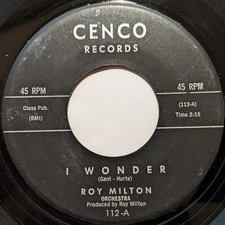 CENCO
RECORDS
45 RPM
45 RPM
Class Pub.
(BMI)
(112-A)
Time 2:15
I WONDER
(Gant - Hurte)
ROY MILTON
ORCHESTRA
Produced by Roy Milton
112-A